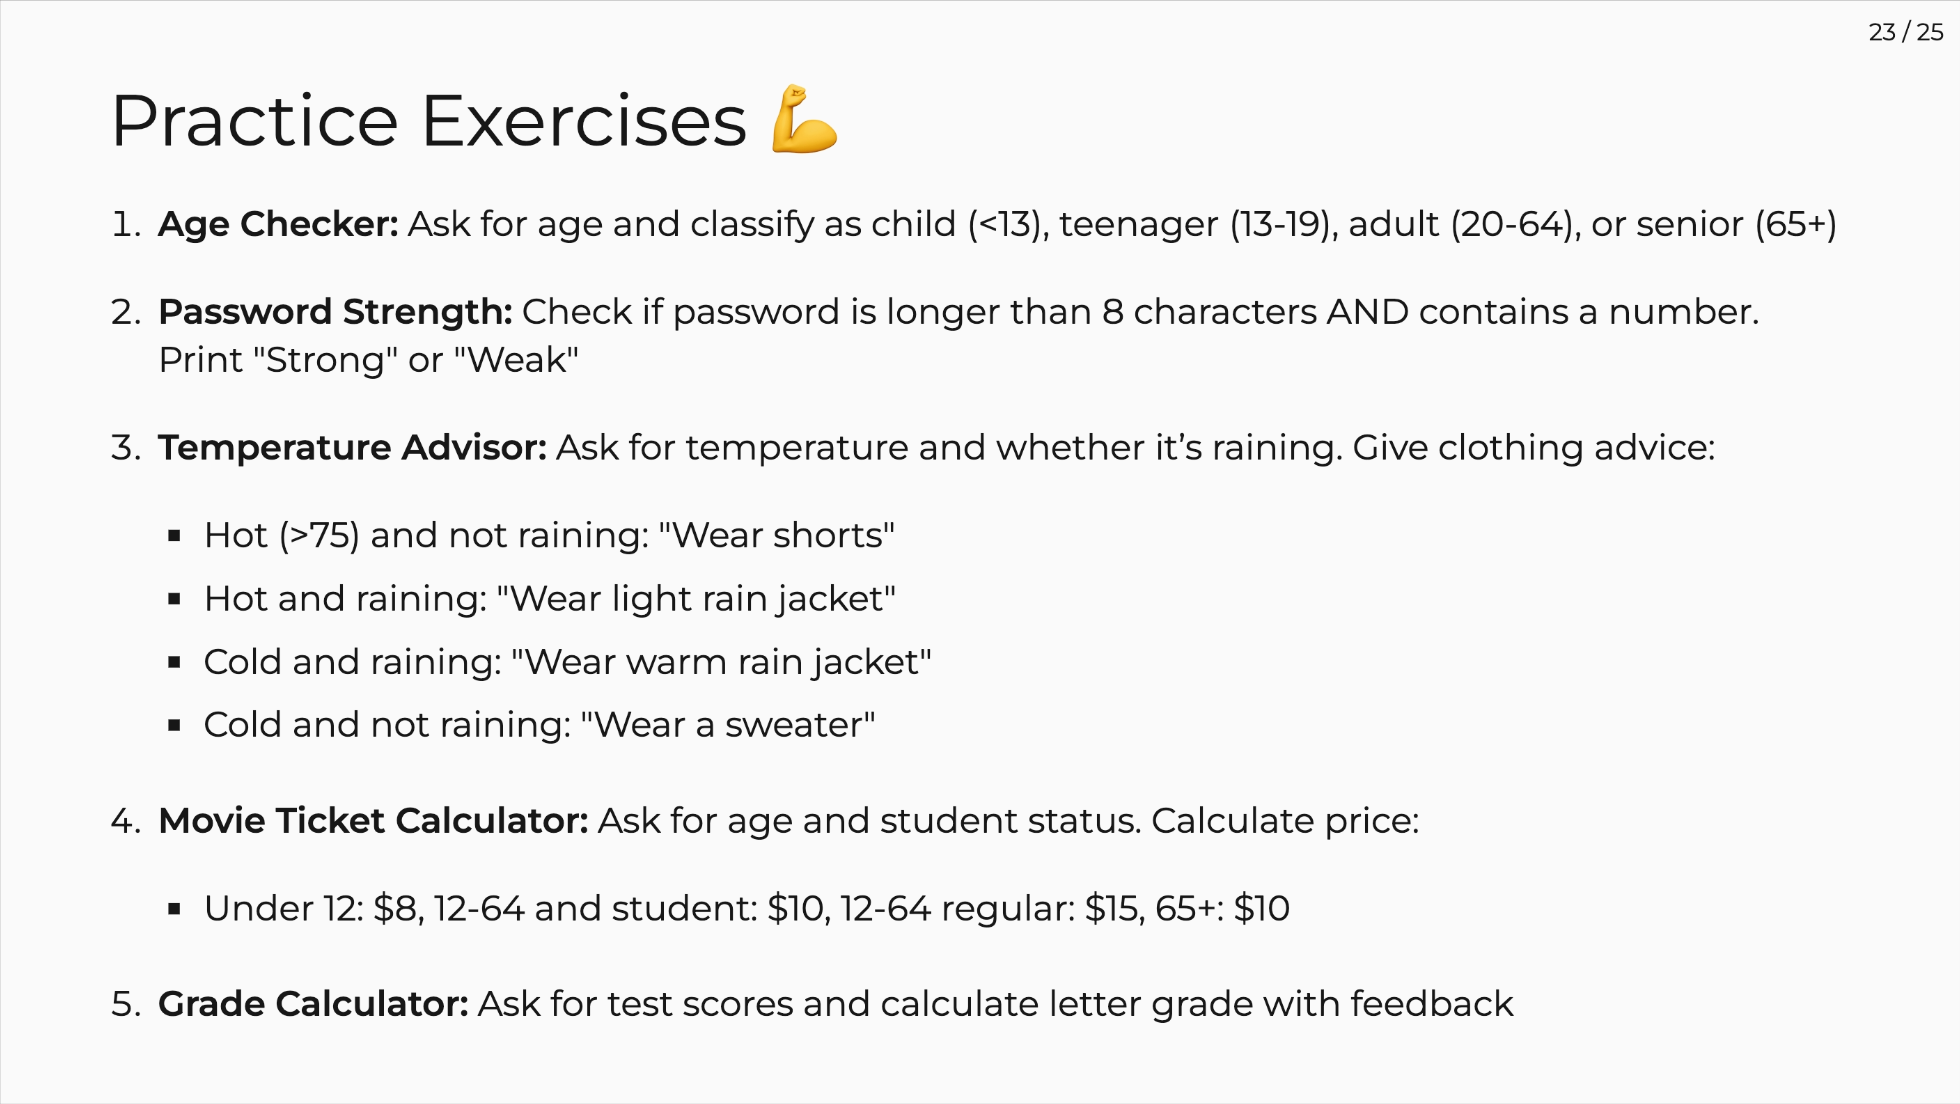 23 / 25
Practice Exercises 💪
1. Age Checker: Ask for age and classify as child (<13), teenager (13-19), adult (20-64), or senior (65+)
2. Password Strength: Check if password is longer than 8 characters AND contains a number.
Print "Strong" or "Weak"
3. Temperature Advisor: Ask for temperature and whether it’s raining. Give clothing advice:
▪ Hot (>75) and not raining: "Wear shorts"
▪ Hot and raining: "Wear light rain jacket"
▪ Cold and raining: "Wear warm rain jacket"
▪ Cold and not raining: "Wear a sweater"
4. Movie Ticket Calculator: Ask for age and student status. Calculate price:
▪ Under 12: $8, 12-64 and student: $10, 12-64 regular: $15, 65+: $10
5. Grade Calculator: Ask for test scores and calculate letter grade with feedback